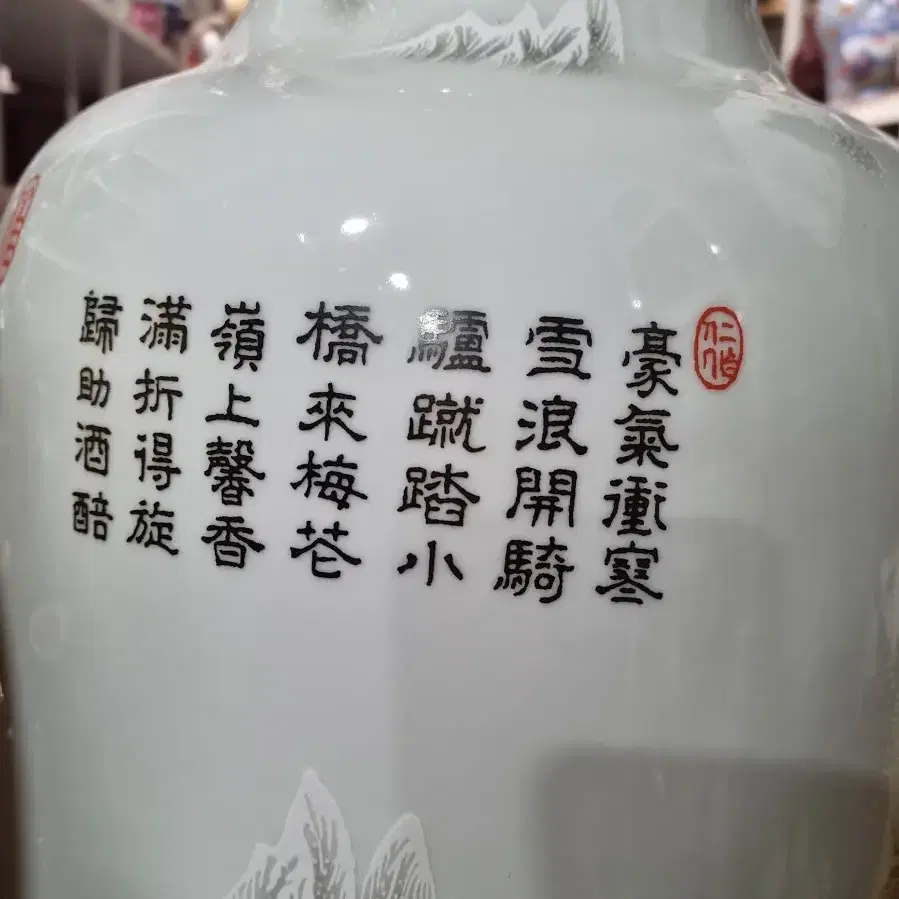 豪氣衝寒
雪浪開騎
驢蹴踏小
橋來梅花
嶺上馨香
滿折得旋
歸助酒醅